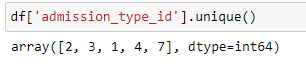 df['admission_type_id'].unique()
array([2, 3, 1, 4, 7], dtype=int64)